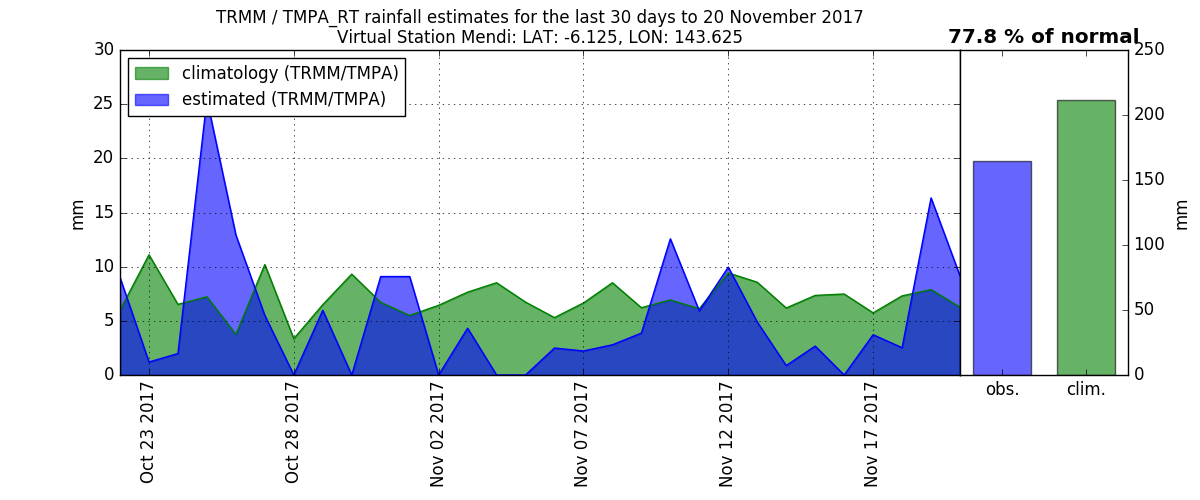 TRMM / TMPA_RT rainfall estimates for the last 30 days to 20 November 2017
Virtual Station Mendi: LAT: -6.125, LON: 143.625
77.8 % of normal
climatology (TRMM/TMPA)
estimated (TRMM/TMPA)
30
25
20
15
10
5
0
mm
250
200
150
100
50
0
mm
obs.
clim.
Oct 23 2017
Oct 28 2017
Nov 02 2017
Nov 07 2017
Nov 12 2017
Nov 17 2017